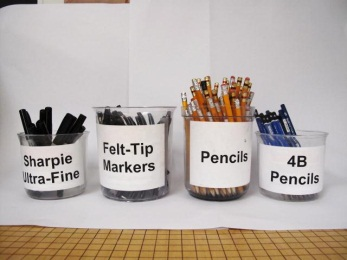 Sharpie
Ultra-Fine
Felt-Tip
Markers
Pencils
4B
Pencils